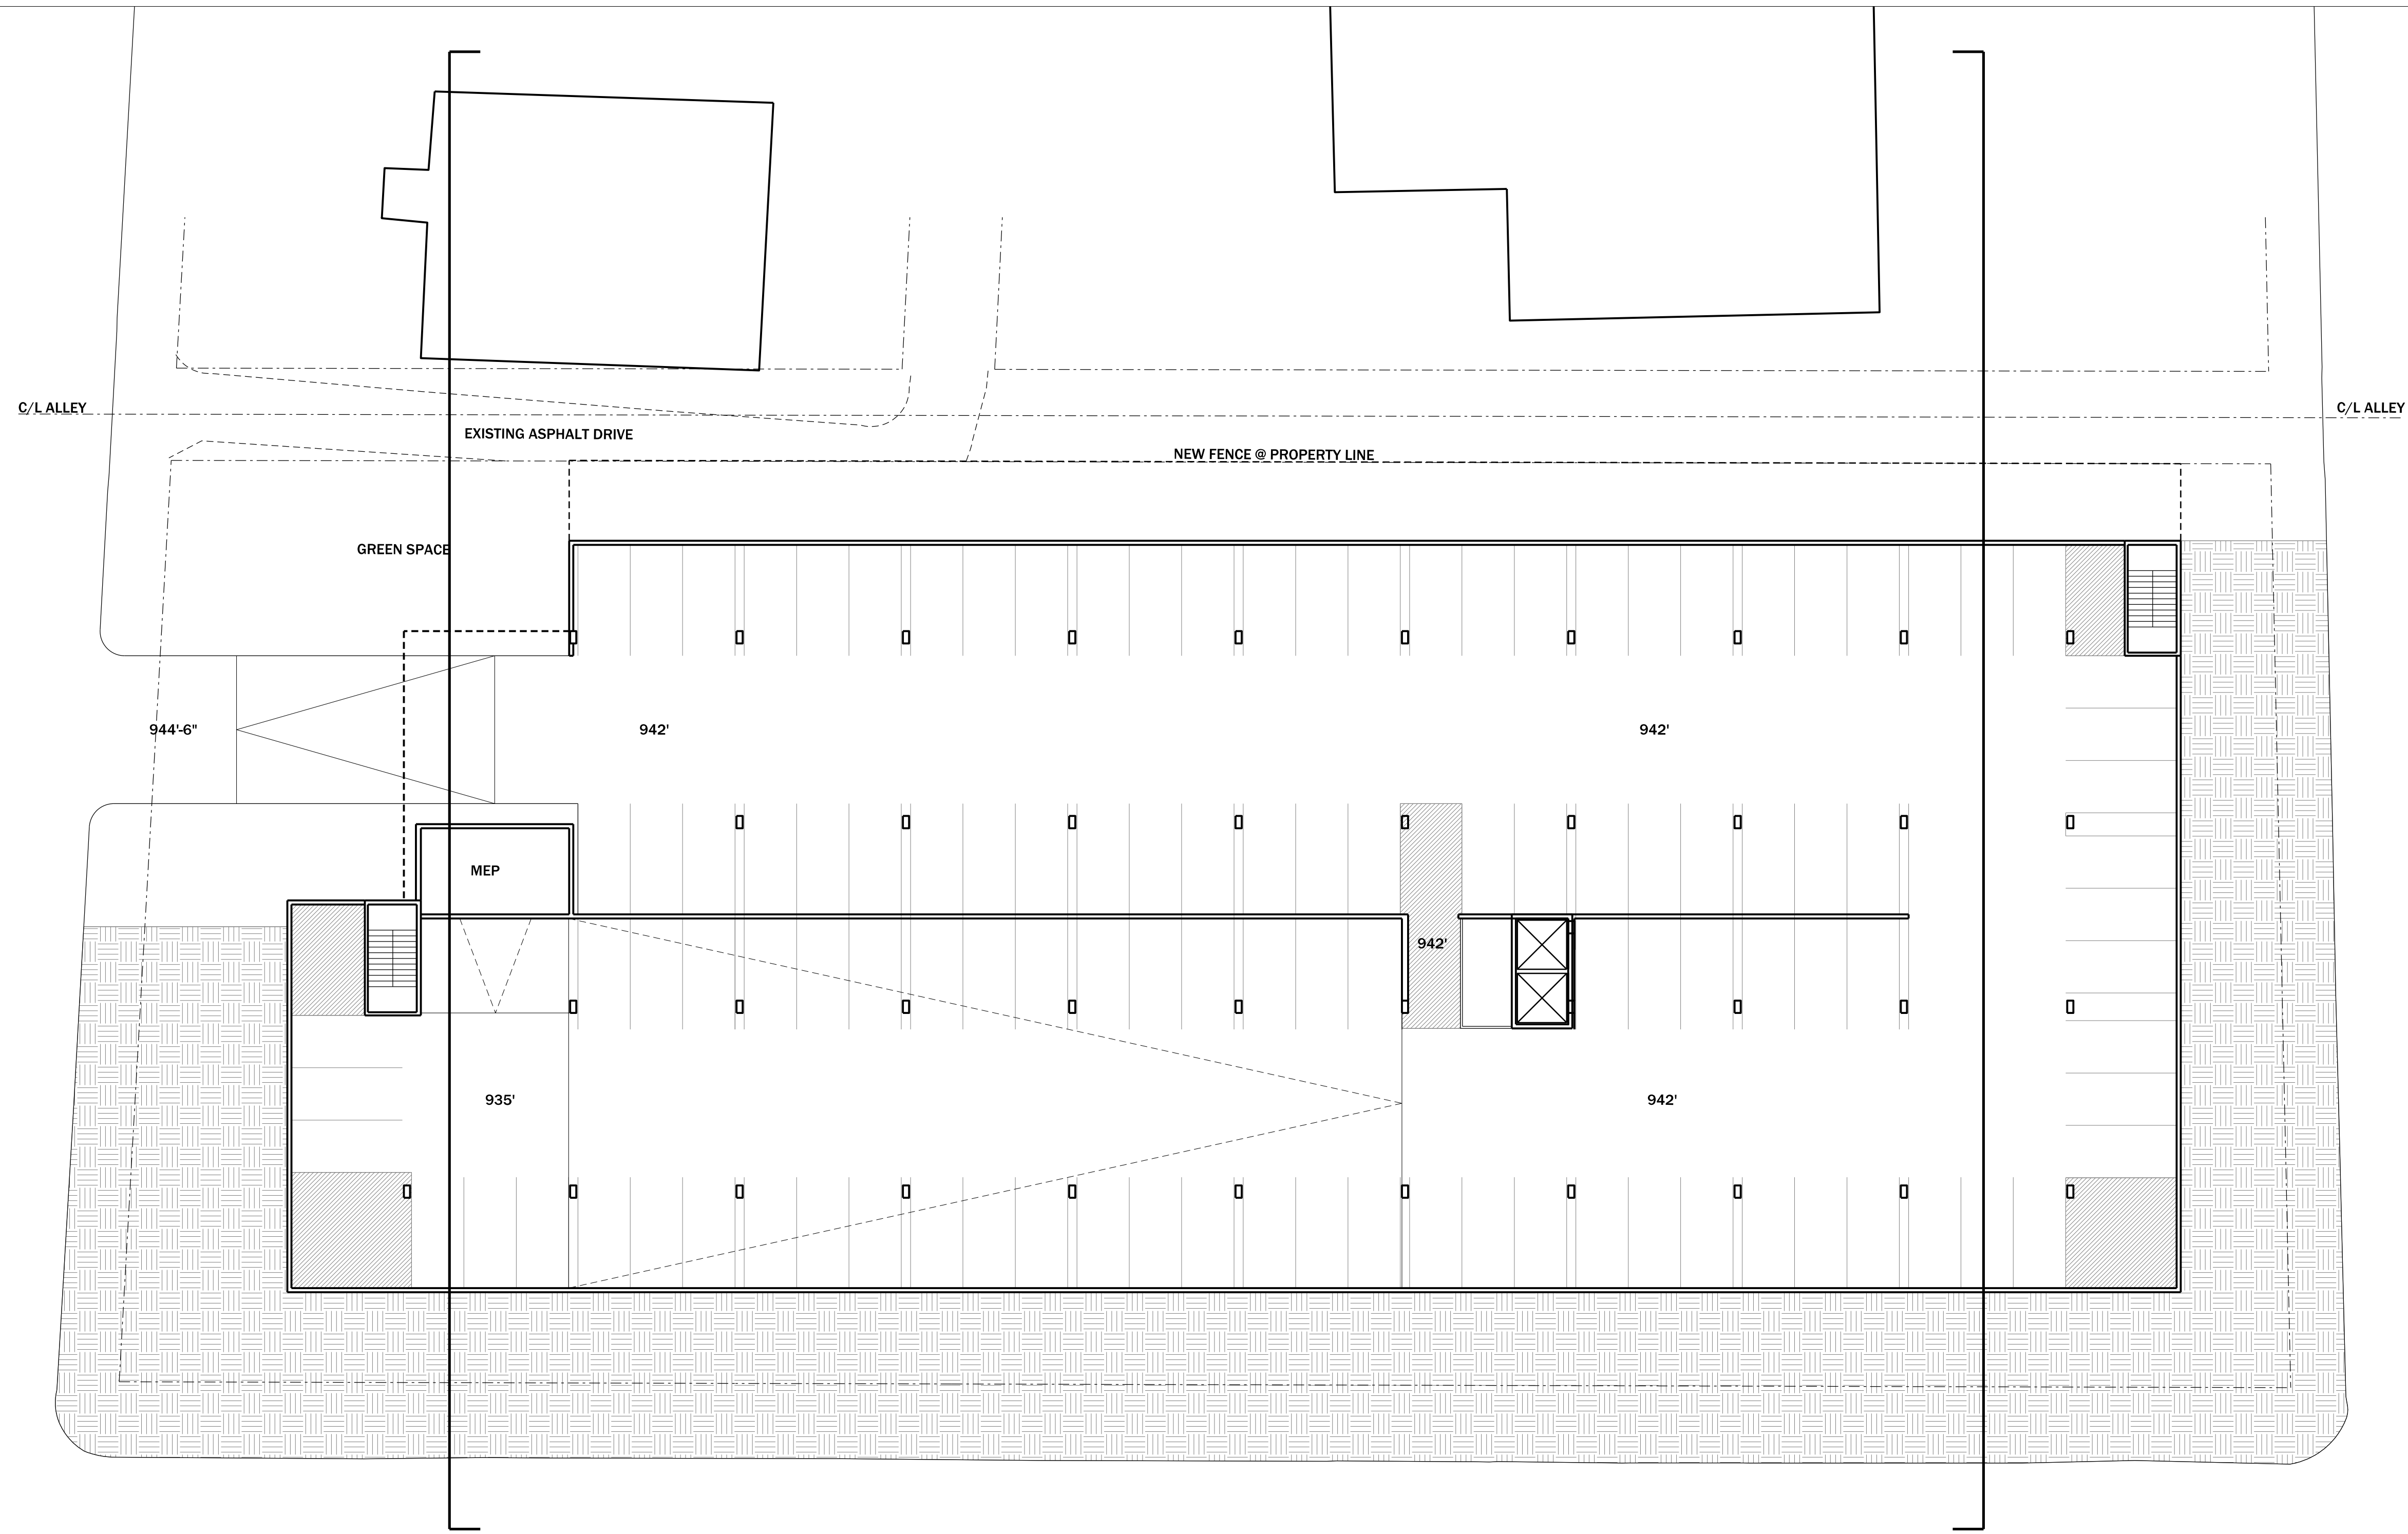 C/L ALLEY
C/L ALLEY
EXISTING ASPHALT DRIVE
NEW FENCE @ PROPERTY LINE
GREEN SPACE
944'-6"
942'
942'
MEP
942'
935'
942'